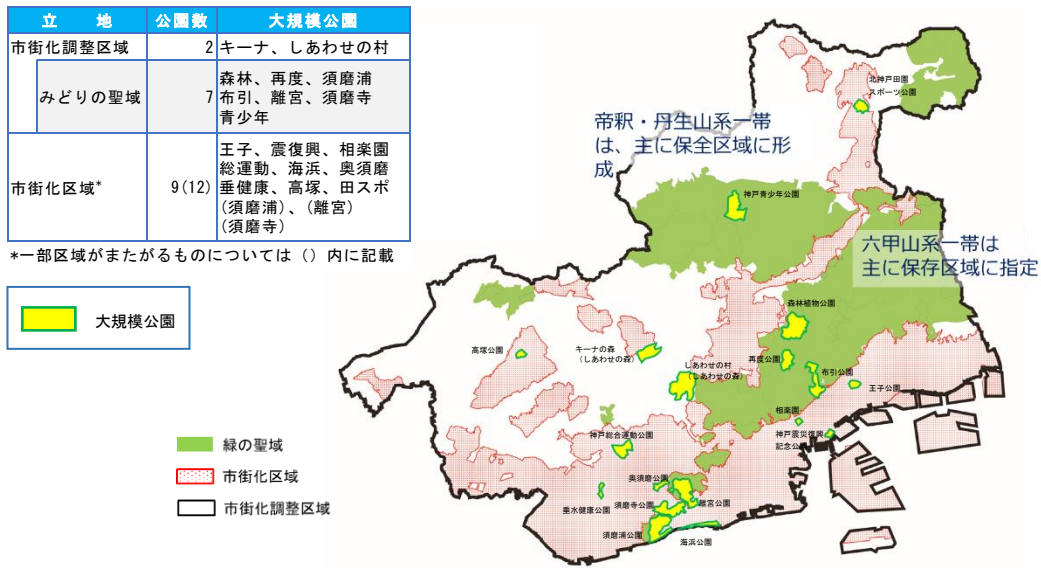 立 地 公園数 大規模公園
市街化調整区域 2 キーナ、しあわせの村
みどりの聖域 7 森林、再度、須磨浦
布引、離宮、須磨寺
青少年
市街化区域* 9(12) 王子、震復興、相楽園
総運動、海浜、奥須磨
垂健康、高塚、田スポ
(須磨浦)、(離宮)
(須磨寺)
*一部区域がまたがるものについては（）内に記載
大規模公園
北神戸田園
スポーツ公園
帝釈・丹生山系一帯
は、主に保全区域に形
成
神戸青少年公園
六甲山系一帯は
主に保存区域に指定
森林植物公園
高塚公園
キーナの森
（しあわせの森）
しあわせの村
（しあわせの森）
再度公園
布引公園
王子公園
相楽園
神戸震災復興
記念公園
神戸総合運動公園
奥須磨公園
垂水健康公園
須磨寺公園
離宮公園
須磨浦公園
海浜公園
緑の聖域
市街化区域
市街化調整区域